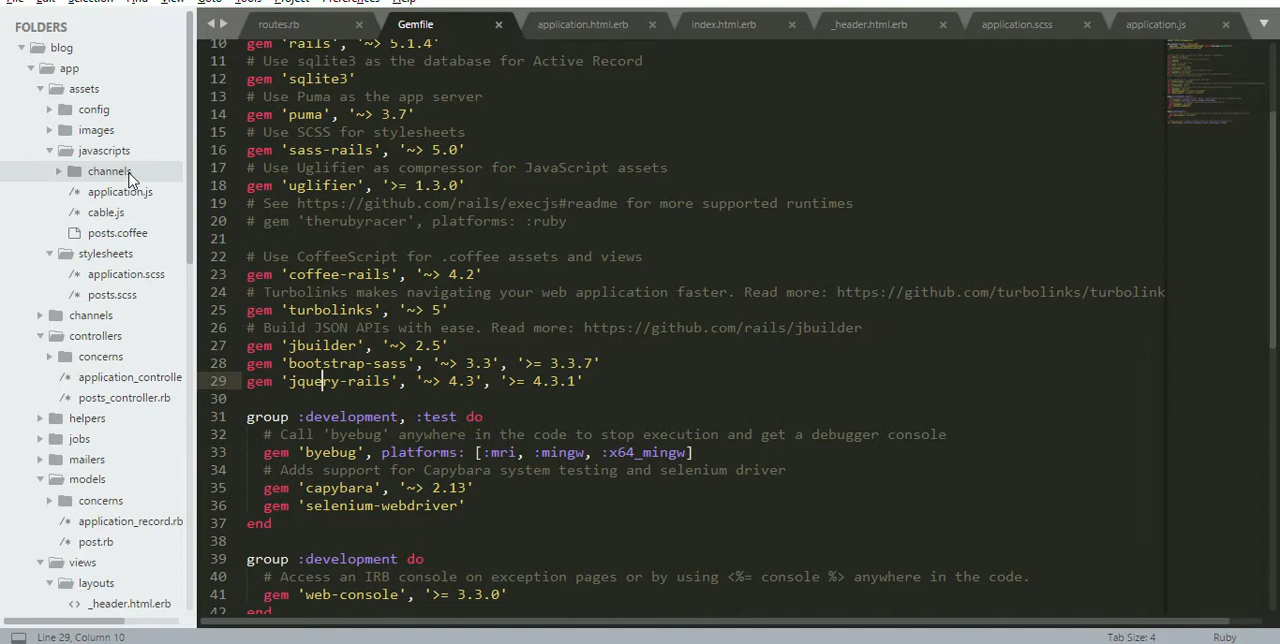 File Edit Selection Find View Goto Tools Project Preferences Help
FOLDERS
blog
app
assets
config
images
javascripts
channels
application.js
cable.js
posts.coffee
stylesheets
application.scss
posts.scss
channels
controllers
concerns
application_controlle
posts_controller.rb
helpers
jobs
mailers
models
concerns
application_record.rb
post.rb
views
layouts
_header.html.erb
routes.rb Gemfile application.html.erb index.html.erb _header.html.erb application.scss application.js
10 gem 'rails', '~> 5.1.4'
11 # Use sqlite3 as the database for Active Record
12 gem 'sqlite3'
13 # Use Puma as the app server
14 gem 'puma', '~> 3.7'
15 # Use SCSS for stylesheets
16 gem 'sass-rails', '~> 5.0'
17 # Use Uglifier as compressor for JavaScript assets
18 gem 'uglifier', '>= 1.3.0'
19 # See https://github.com/rails/execjs#readme for more supported runtimes
20 # gem 'therubyracer', platforms: :ruby
21
22 # Use CoffeeScript for .coffee assets and views
23 gem 'coffee-rails', '~> 4.2'
24 # Turbolinks makes navigating your web application faster. Read more: https://github.com/turbolinks/turbolink
25 gem 'turbolinks', '~> 5'
26 # Build JSON APIs with ease. Read more: https://github.com/rails/jbuilder
27 gem 'jbuilder', '~> 2.5'
28 gem 'bootstrap-sass', '~> 3.3', '>= 3.3.7'
29 gem 'jquery-rails', '~> 4.3', '>= 4.3.1'
30
31 group :development, :test do
32 # Call 'byebug' anywhere in the code to stop execution and get a debugger console
33 gem 'byebug', platforms: [:mri, :mingw, :x64_mingw]
34 # Adds support for Capybara system testing and selenium driver
35 gem 'capybara', '~> 2.13'
36 gem 'selenium-webdriver'
37 end
38
39 group :development do
40 # Access an IRB console on exception pages or by using <%= console %> anywhere in the code.
41 gem 'web-console', '>= 3.3.0'
42 end
Line 29, Column 10 Tab Size: 4 Ruby